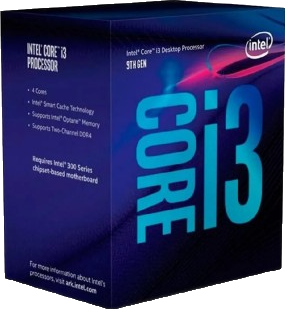 INTEL® CORE™ i3
PROCESSOR
• 4 Cores
• Intel® Smart Cache Technology
• Supports Intel® Optane™ Memory
• Supports Two-Channel DDR4
Requires Intel® 300 Series
chipset-based motherboard
For more information about Intel's
processors, visit ark.intel.com
Intel® Core™ i3 Desktop Processor
9TH GEN
intel
CORE i3